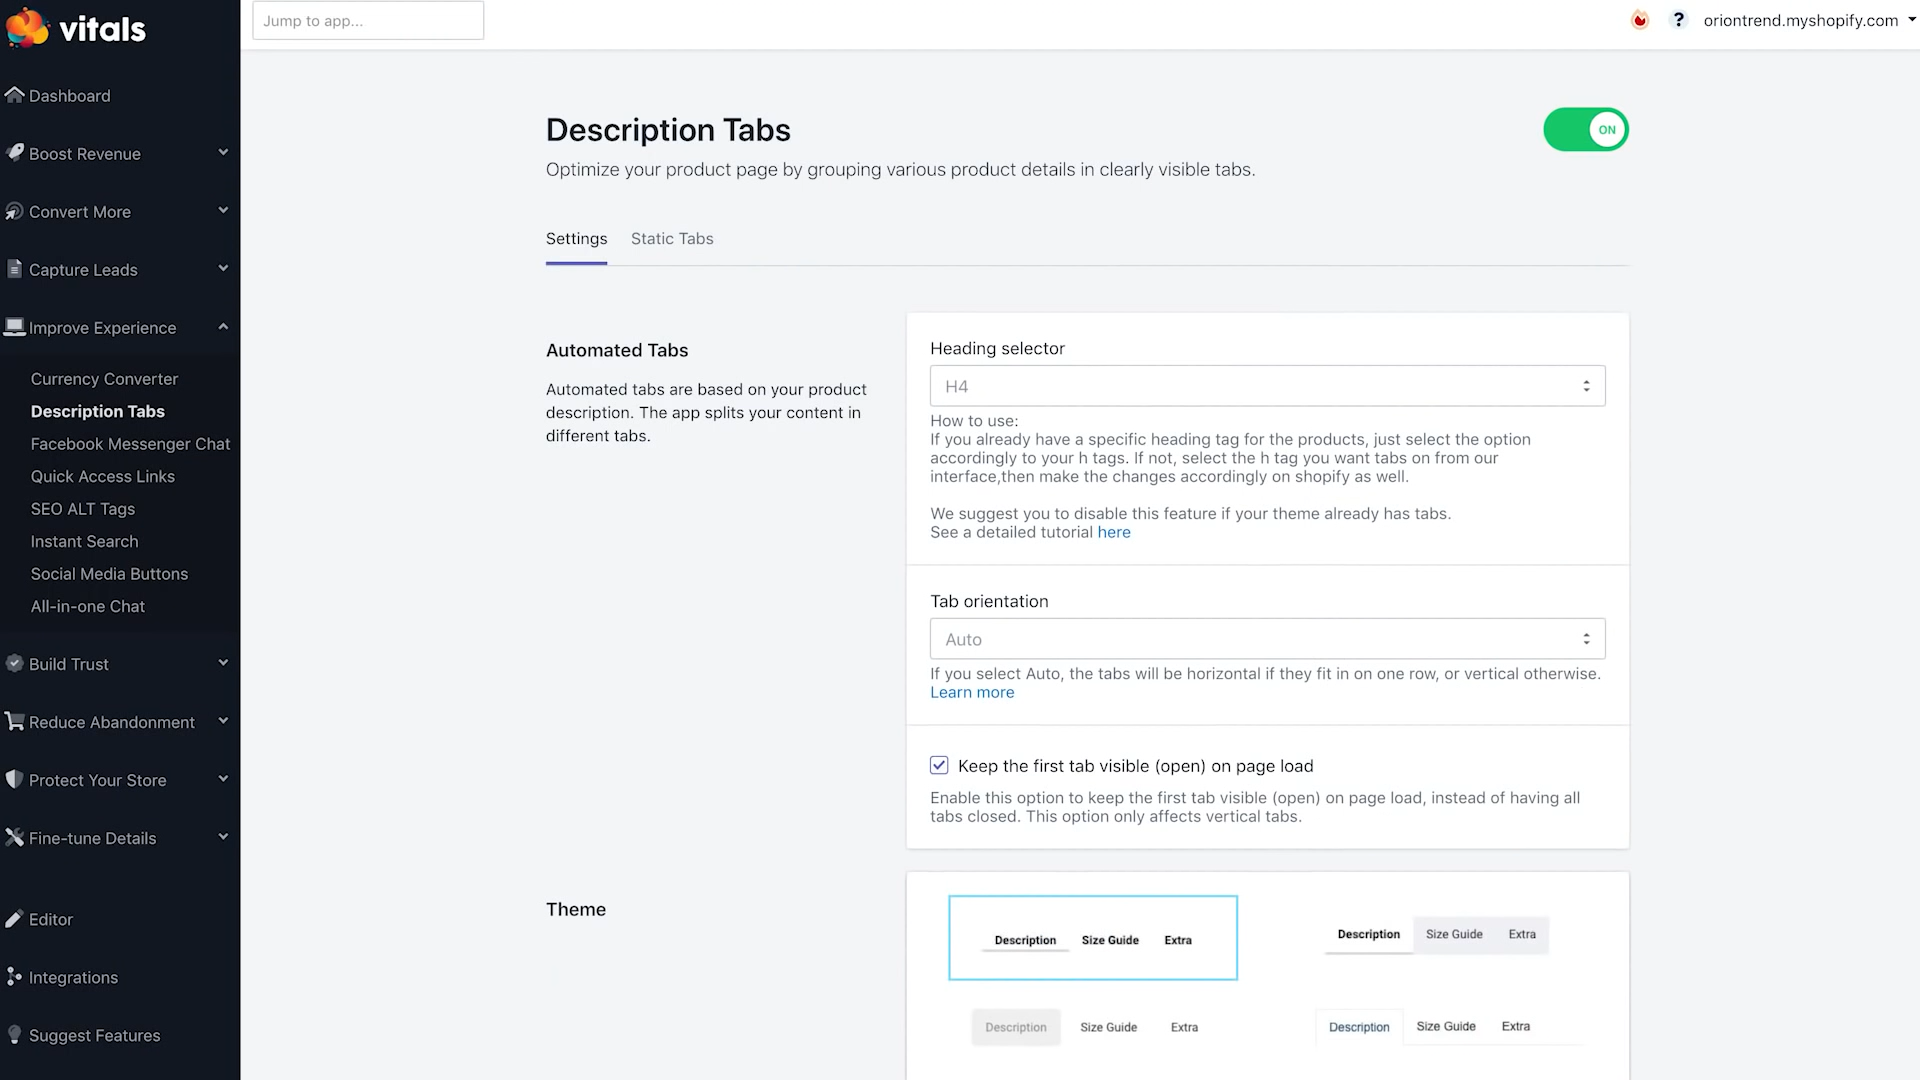 vitals
Jump to app...
?
oriontrend.myshopify.com
Dashboard
Boost Revenue
Convert More
Capture Leads
Improve Experience
Currency Converter
Description Tabs
Facebook Messenger Chat
Quick Access Links
SEO ALT Tags
Instant Search
Social Media Buttons
All-in-one Chat
Build Trust
Reduce Abandonment
Protect Your Store
Fine-tune Details
Editor
Integrations
Suggest Features
Description Tabs
ON
Optimize your product page by grouping various product details in clearly visible tabs.
Settings Static Tabs
Automated Tabs
Automated tabs are based on your product
description. The app splits your content in
different tabs.
Heading selector
H4
How to use:
If you already have a specific heading tag for the products, just select the option
accordingly to your h tags. If not, select the h tag you want tabs on from our
interface,then make the changes accordingly on shopify as well.
We suggest you to disable this feature if your theme already has tabs.
See a detailed tutorial here
Tab orientation
Auto
If you select Auto, the tabs will be horizontal if they fit in on one row, or vertical otherwise.
Learn more
Keep the first tab visible (open) on page load
Enable this option to keep the first tab visible (open) on page load, instead of having all
tabs closed. This option only affects vertical tabs.
Theme
Description Size Guide Extra
Description Size Guide Extra
Description Size Guide Extra
Description Size Guide Extra